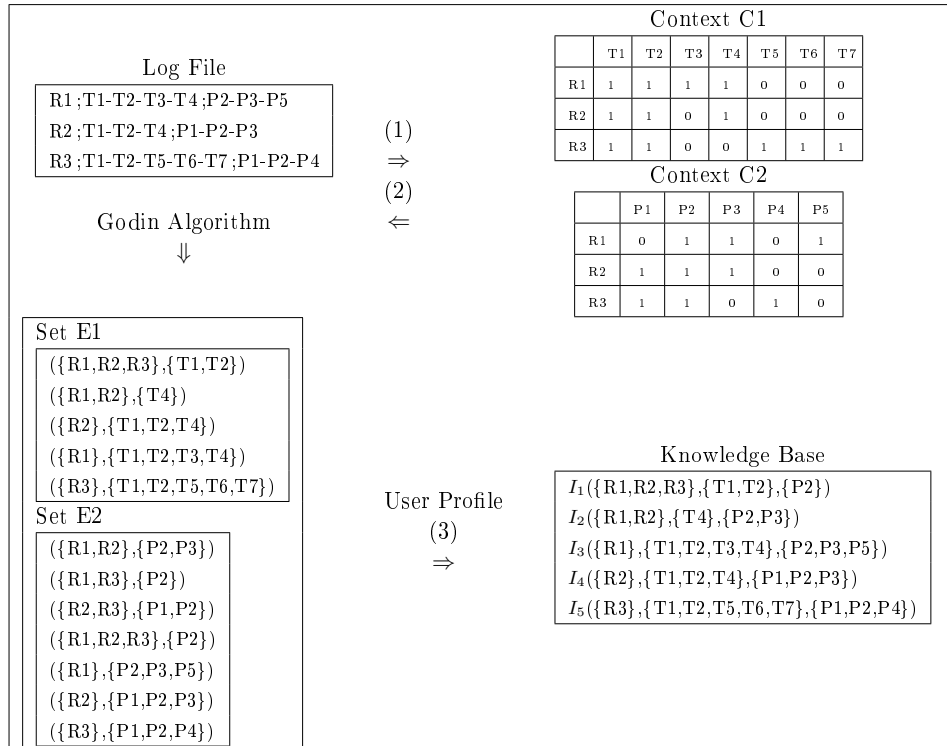 Log File
R1;T1-T2-T3-T4;P2-P3-P5
R2;T1-T2-T4;P1-P2-P3
R3;T1-T2-T5-T6-T7;P1-P2-P4
(1)
⇒
(2)
⇐
Context C1
T1 T2 T3 T4 T5 T6 T7
R1 1 1 1 1 0 0 0
R2 1 1 0 1 0 0 0
R3 1 1 0 0 1 1 1
Context C2
P1 P2 P3 P4 P5
R1 0 1 1 0 1
R2 1 1 1 0 0
R3 1 1 0 1 0
Godin Algorithm
⇓
Set E1
({R1,R2,R3},{T1,T2})
({R1,R2},{T4})
({R2},{T1,T2,T4})
({R1},{T1,T2,T3,T4})
({R3},{T1,T2,T5,T6,T7})
Set E2
({R1,R2},{P2,P3})
({R1,R3},{P2})
({R2,R3},{P1,P2})
({R1,R2,R3},{P2})
({R1},{P2,P3,P5})
({R2},{P1,P2,P3})
({R3},{P1,P2,P4})
User Profile
(3)
⇒
Knowledge Base
I₁({R1,R2,R3},{T1,T2},{P2})
I₂({R1,R2},{T4},{P2,P3})
I₃({R1},{T1,T2,T3,T4},{P2,P3,P5})
I₄({R2},{T1,T2,T4},{P1,P2,P3})
I₅({R3},{T1,T2,T5,T6,T7},{P1,P2,P4})